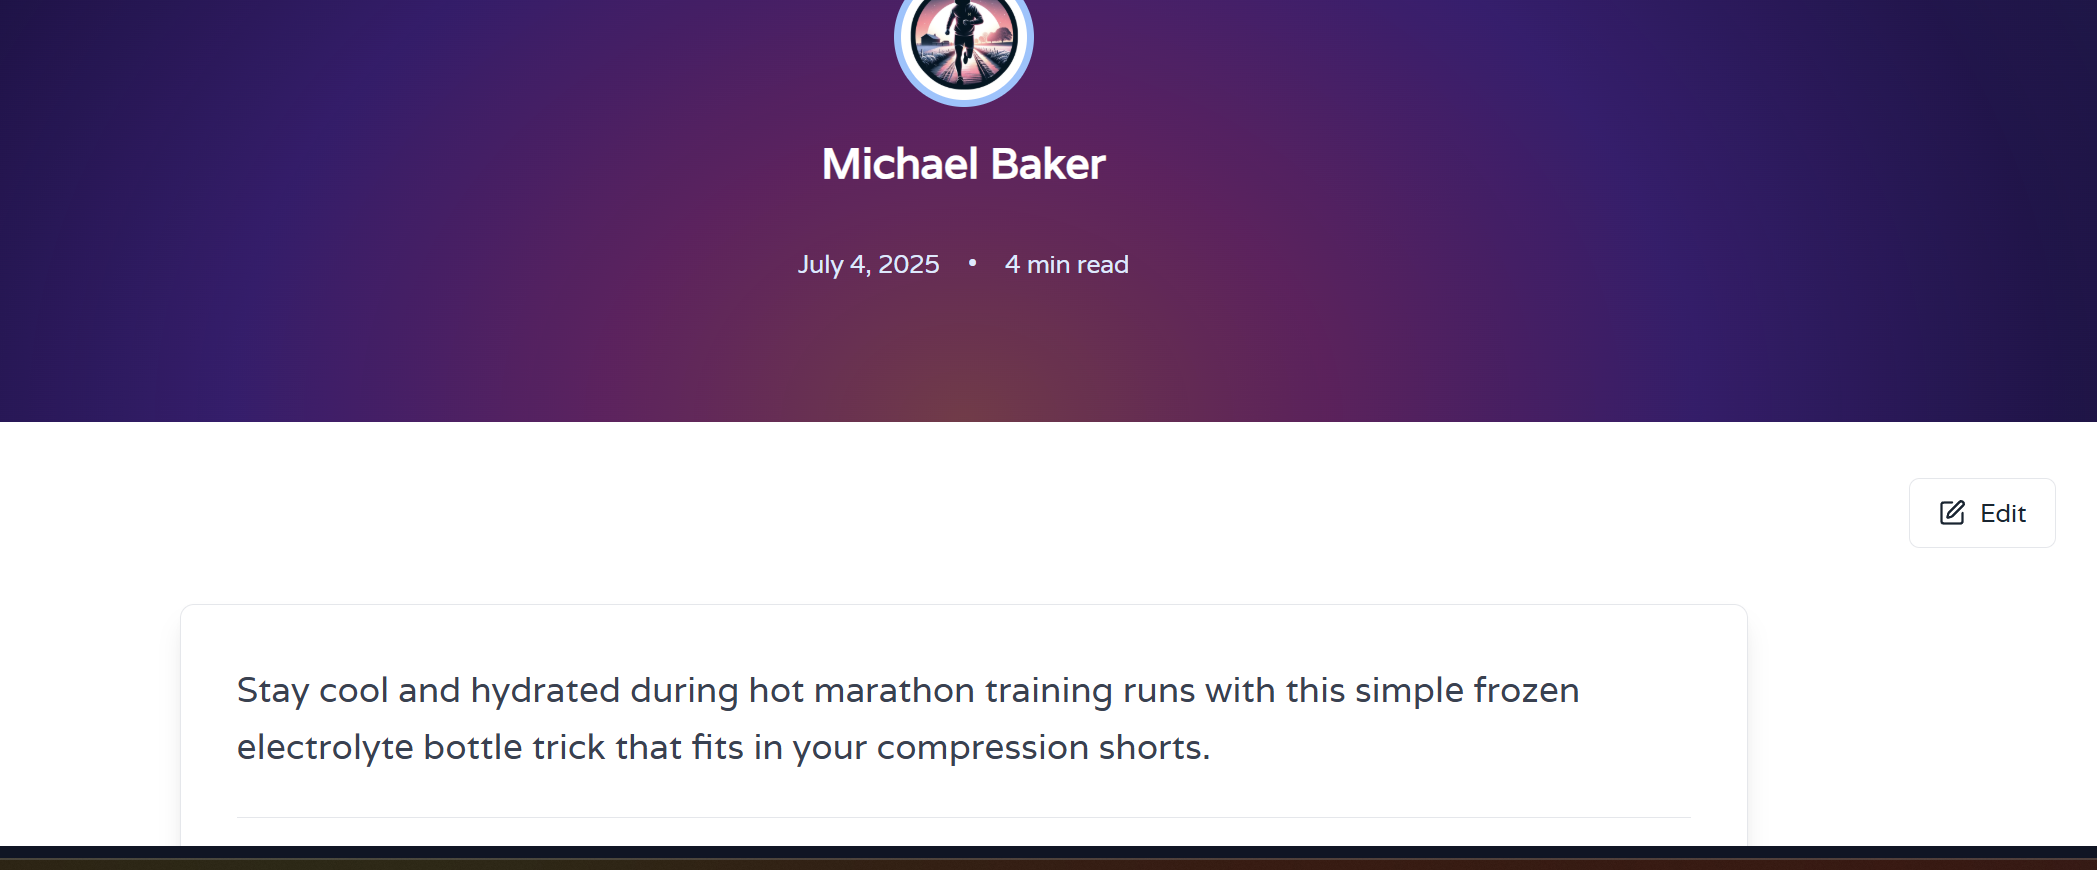 Michael Baker
July 4, 2025 • 4 min read
Edit
Stay cool and hydrated during hot marathon training runs with this simple frozen
electrolyte bottle trick that fits in your compression shorts.